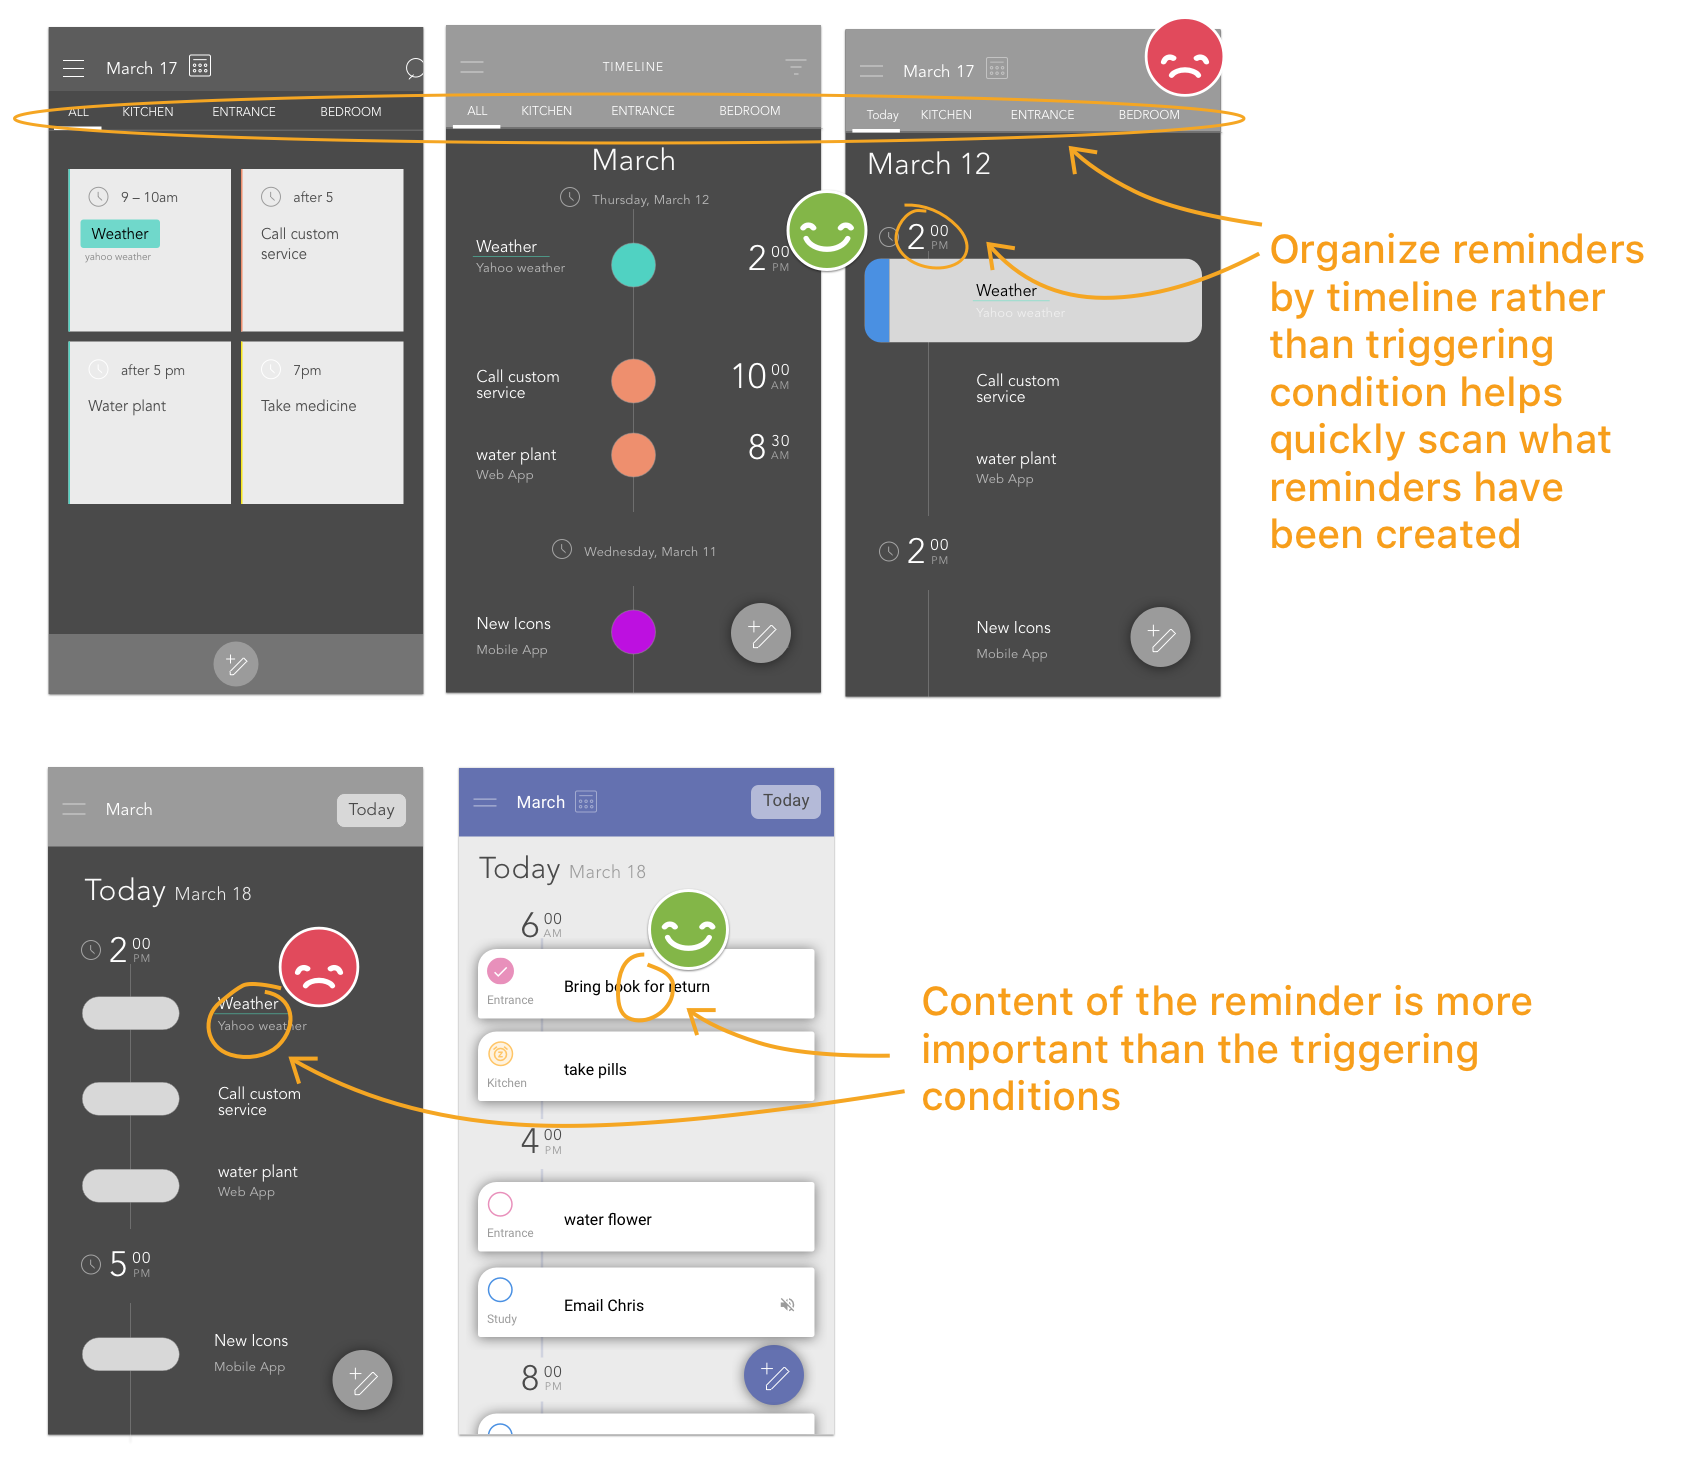 March 17
ALL KITCHEN ENTRANCE BEDROOM
9 – 10am
Weather
yahoo weather
after 5
Call custom
service
after 5 pm
Water plant
7pm
Take medicine
TIMELINE
ALL KITCHEN ENTRANCE BEDROOM
March
Thursday, March 12
Weather
Yahoo weather
2 00 PM
Call custom
service
10 00 AM
water plant
Web App
8 30 AM
Wednesday, March 11
New Icons
Mobile App
March 17
Today KITCHEN ENTRANCE BEDROOM
March 12
2 00 PM
Weather
Yahoo weather
Call custom
service
water plant
Web App
2 00 PM
New Icons
Mobile App
Organize reminders
by timeline rather
than triggering
condition helps
quickly scan what
reminders have
been created
March Today
Today March 18
2 00 PM
Weather
Yahoo weather
Call custom
service
water plant
Web App
5 00 PM
New Icons
Mobile App
March Today
Today March 18
6 00 AM
Bring book for return
Entrance
take pills
Kitchen
4 00 PM
water flower
Entrance
Email Chris
Study
8 00 PM
Content of the reminder is more
important than the triggering
conditions